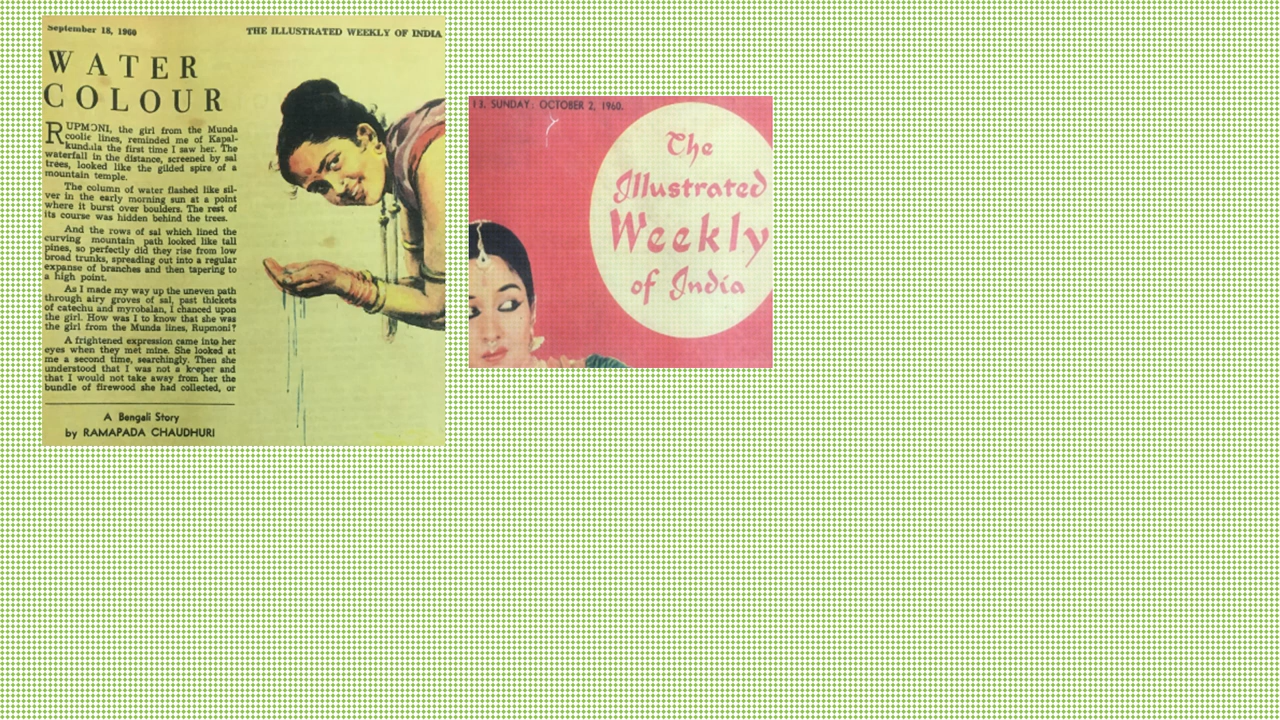 September 18, 1960
THE ILLUSTRATED WEEKLY OF INDIA
WATER
COLOUR
RUPMONI, the girl from the Munda
coolie lines, reminded me of Kapal-
kundala the first time I saw her. The
waterfall in the distance, screened by sal
trees, looked like the gilded spire of a
mountain temple.
The column of water flashed like sil-
ver in the early morning sun at a point
where it burst over boulders. The rest of
its course was hidden behind the trees.
And the rows of sal which lined the
curving mountain path looked like tall
pines, so perfectly did they rise from low
broad trunks, spreading out into a regular
expanse of branches and then tapering to
a high point.
As I made my way up the uneven path
through airy groves of sal, past thickets
of catechu and myrobalan, I chanced upon
the girl. How was I to know that she was
the girl from the Munda lines, Rupmoni?
A frightened expression came into her
eyes when they met mine. She looked at
me a second time, searchingly. Then she
understood that I was not a keeper and
that I would not take away from her the
bundle of firewood she had collected, or
A Bengali Story
by RAMAPADA CHAUDHURI
13. SUNDAY: OCTOBER 2, 1960.
The
Illustrated
Weekly
of India